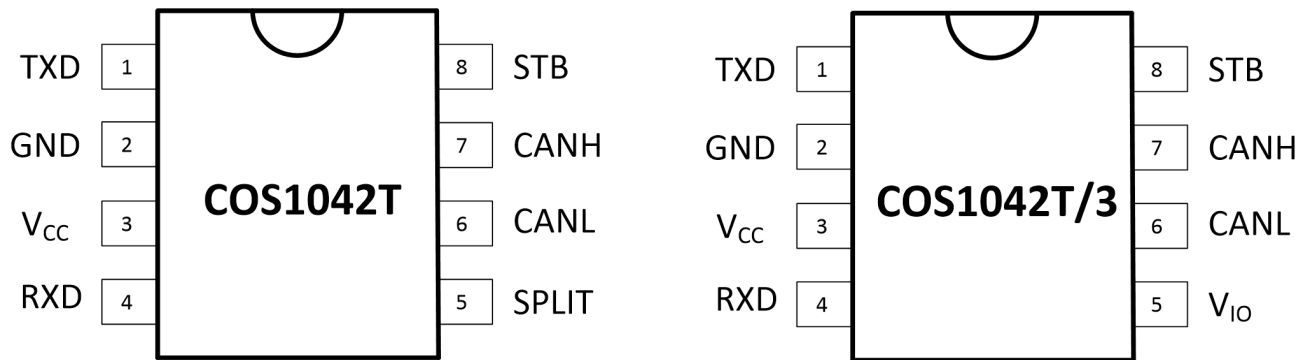 TXD 1 8 STB
GND 2 7 CANH
COS1042T
VCC 3 6 CANL
RXD 4 5 SPLIT
TXD 1 8 STB
GND 2 7 CANH
COS1042T/3
VCC 3 6 CANL
RXD 4 5 VIO